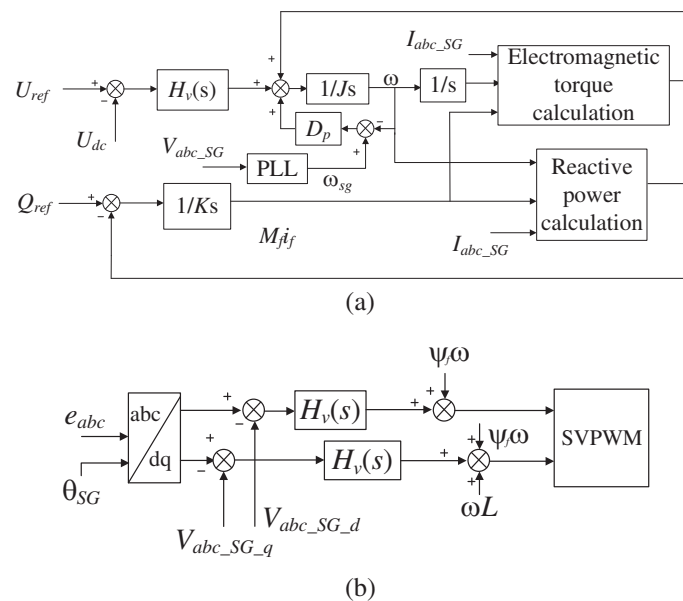 I_abc_SG
Electromagnetic
torque
calculation
U_ref
+
−
H_v(s)
+
+
+
1/Js
ω
1/s
U_dc
D_p
−
+
V_abc_SG
PLL
ω_sg
Reactive
power
calculation
Q_ref
+
−
1/Ks
M_f i_f
I_abc_SG
(a)
ψ_f ω
e_abc
abc
dq
+
−
H_v(s)
+
+
SVPWM
θ_SG
+
−
H_v(s)
+
+
+
ψ_f ω
ωL
V_abc_SG_d
V_abc_SG_q
(b)